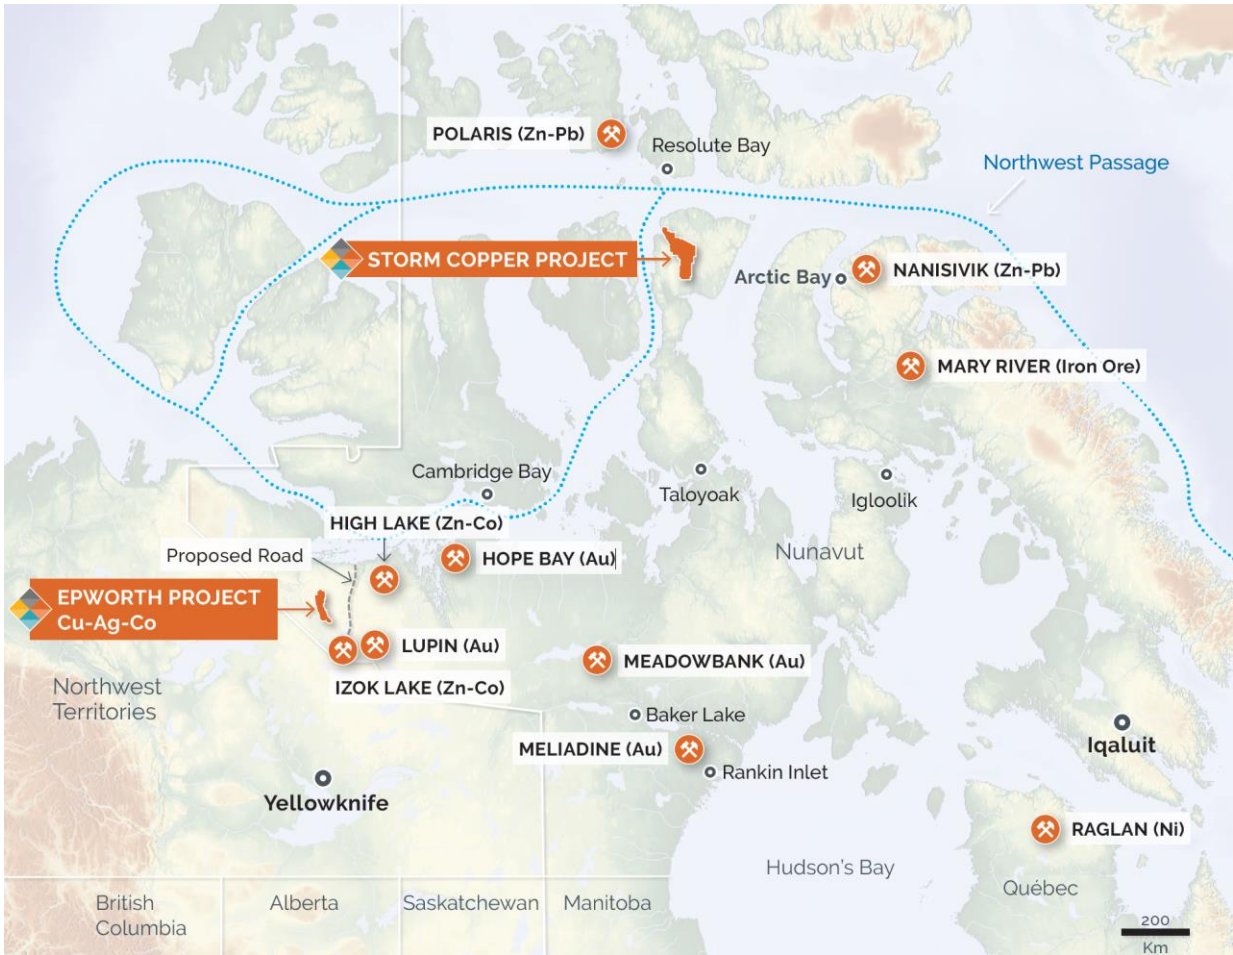 POLARIS (Zn-Pb)
Resolute Bay
Northwest Passage
STORM COPPER PROJECT
Arctic Bay
NANISIVIK (Zn-Pb)
MARY RIVER (Iron Ore)
Cambridge Bay
Taloyoak
Igloolik
HIGH LAKE (Zn-Co)
Proposed Road
HOPE BAY (Au)
Nunavut
EPWORTH PROJECT
Cu-Ag-Co
LUPIN (Au)
MEADOWBANK (Au)
IZOK LAKE (Zn-Co)
Northwest
Territories
Baker Lake
MELIADINE (Au)
Iqaluit
Rankin Inlet
Yellowknife
RAGLAN (Ni)
Hudson's Bay
Québec
British
Columbia
Alberta
Saskatchewan
Manitoba
200
Km